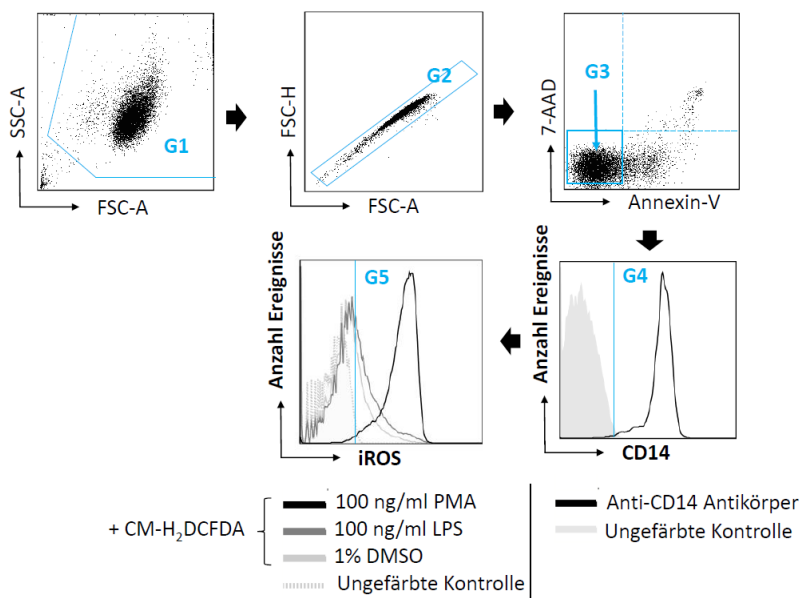 SSC-A
G1
FSC-A
FSC-H
G2
FSC-A
7-AAD
G3
Annexin-V
Anzahl Ereignisse
G5
iROS
Anzahl Ereignisse
G4
CD14
+ CM-H₂DCFDA
100 ng/ml PMA
100 ng/ml LPS
1% DMSO
Ungefärbte Kontrolle
Anti-CD14 Antikörper
Ungefärbte Kontrolle